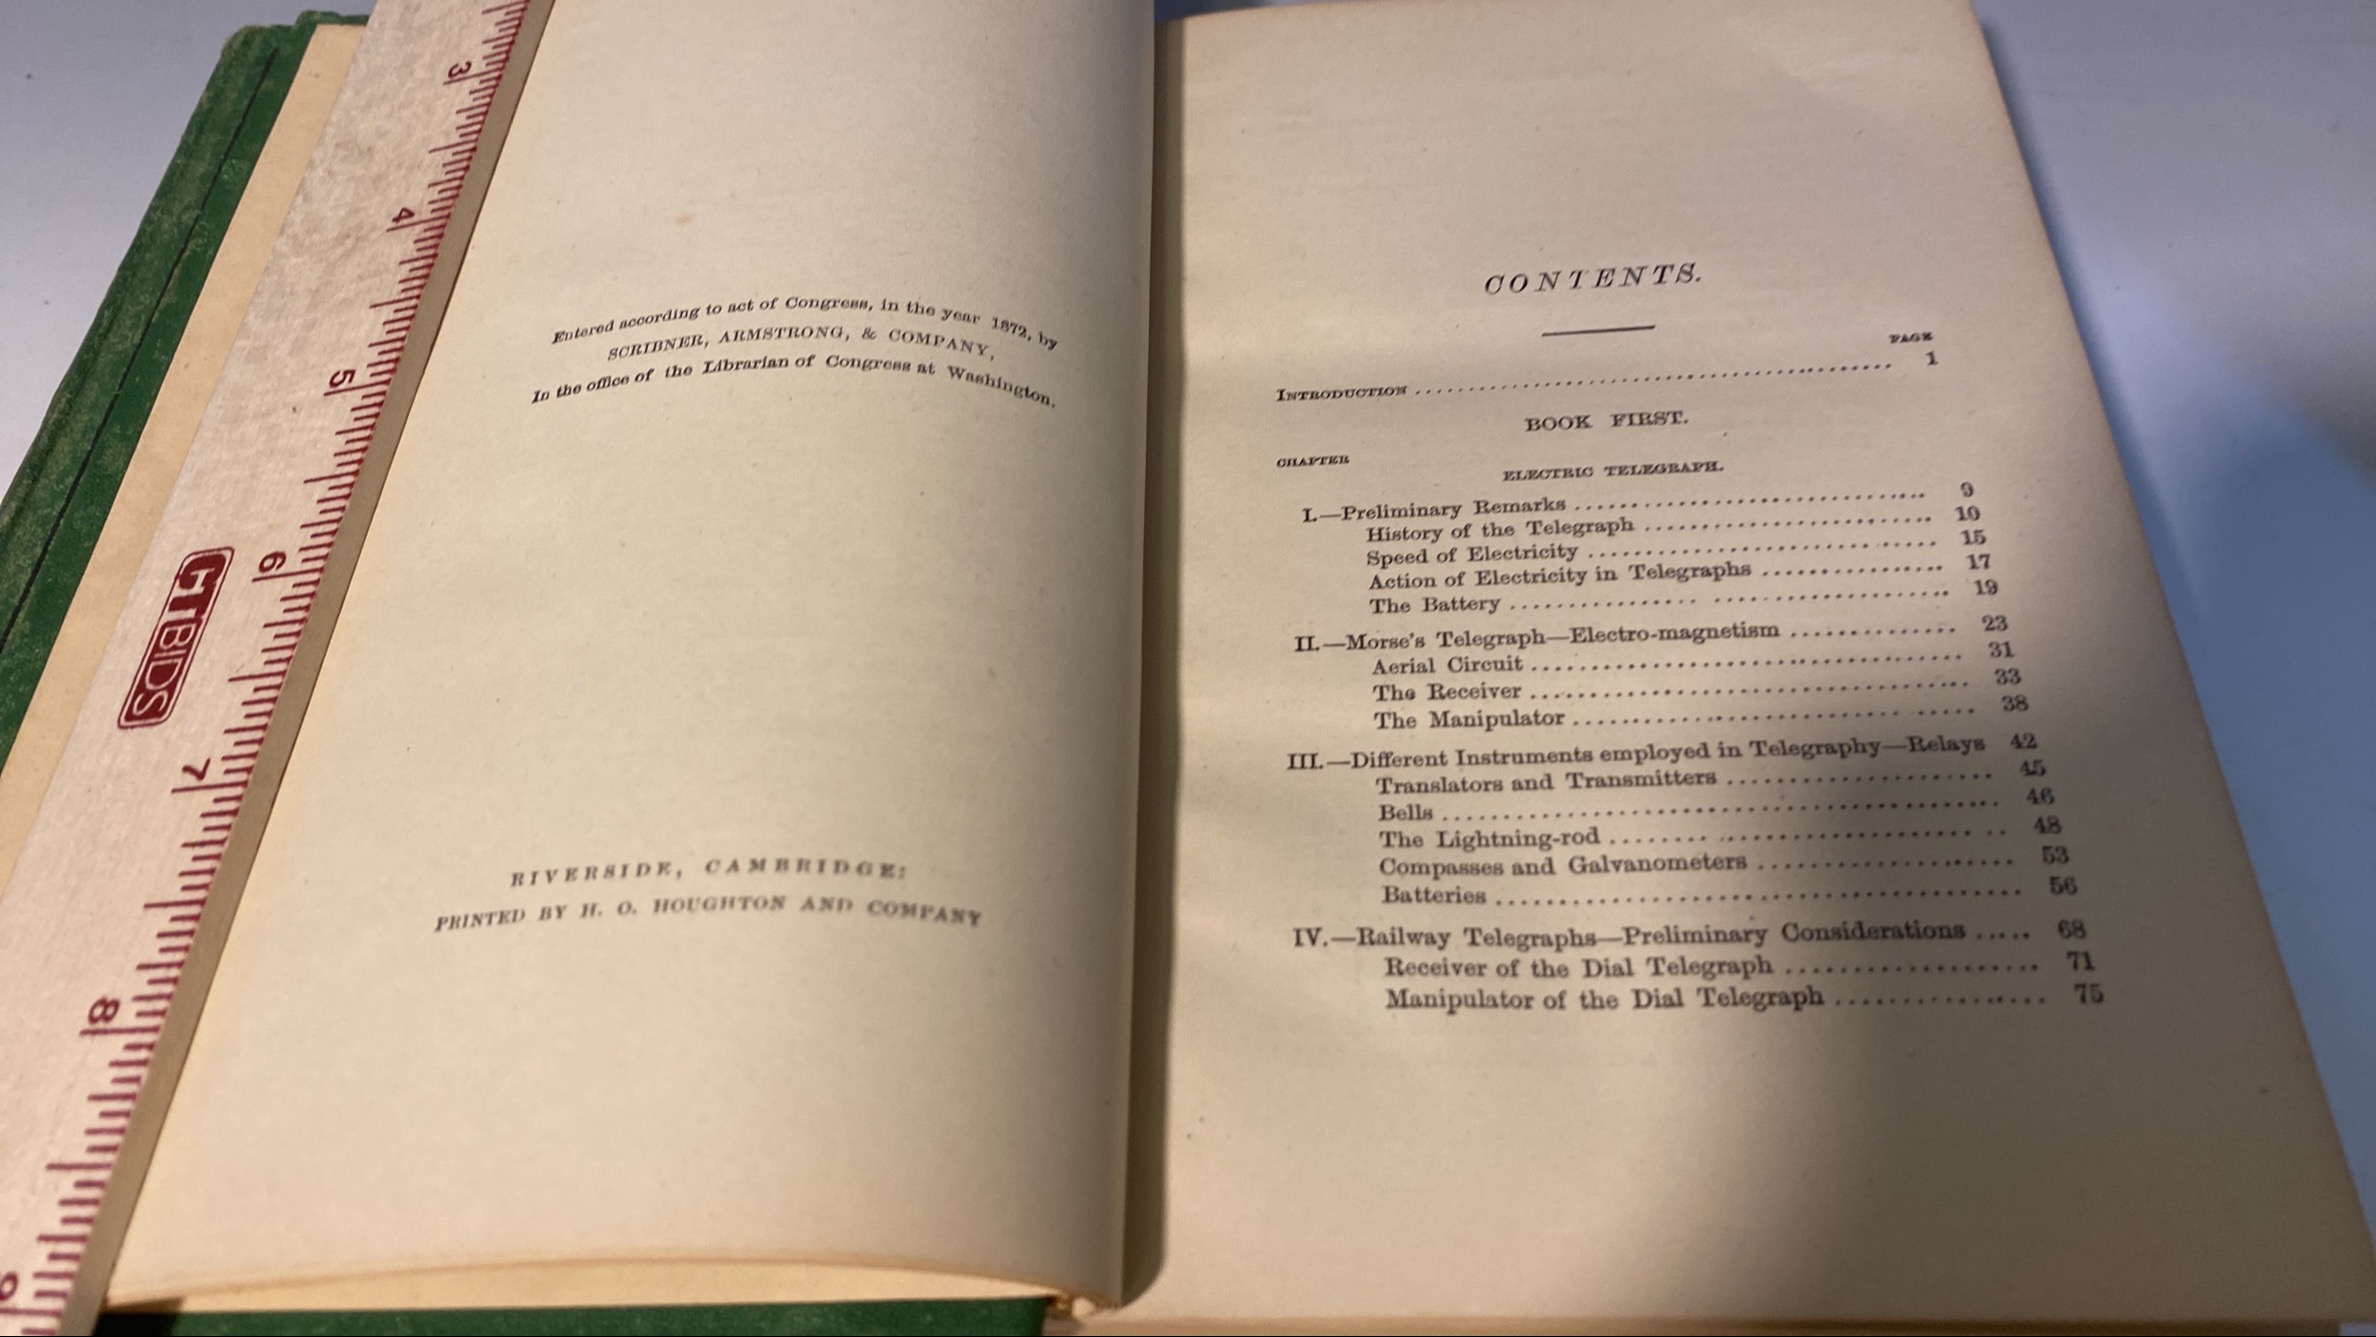 3
4
5
6
7
8
9
CTBIDS
Entered according to act of Congress, in the year 1872, by
SCRIBNER, ARMSTRONG, & COMPANY,
In the office of the Librarian of Congress at Washington.
RIVERSIDE, CAMBRIDGE:
PRINTED BY H. O. HOUGHTON AND COMPANY
CONTENTS.
PAGE
INTRODUCTION ........................................ 1
BOOK FIRST.
CHAPTER
ELECTRIC TELEGRAPH.
I.—Preliminary Remarks .............................. 9
History of the Telegraph ......................... 10
Speed of Electricity .............................. 15
Action of Electricity in Telegraphs ................ 17
The Battery ..................................... 19
II.—Morse's Telegraph—Electro-magnetism .............. 23
Aerial Circuit .................................... 31
The Receiver .................................... 33
The Manipulator ................................. 38
III.—Different Instruments employed in Telegraphy—Relays 42
Translators and Transmitters ....................... 45
Bells ............................................ 46
The Lightning-rod ................................ 48
Compasses and Galvanometers ...................... 53
Batteries ........................................ 56
IV.—Railway Telegraphs—Preliminary Considerations ..... 68
Receiver of the Dial Telegraph ..................... 71
Manipulator of the Dial Telegraph .................. 75